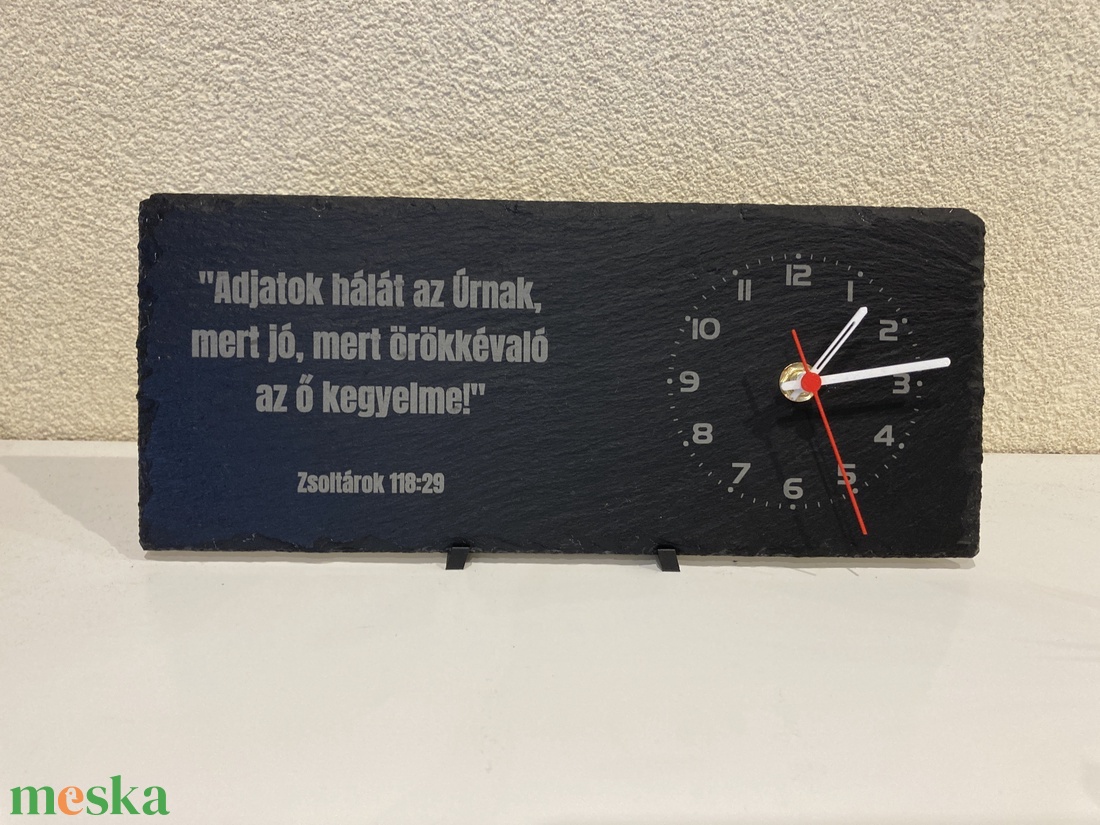 "Adjatok hálát az Úrnak,
mert jó, mert örökkévaló
az ő kegyelme!"
Zsoltárok 118:29
12
1
2
3
4
5
6
7
8
9
10
11
meska